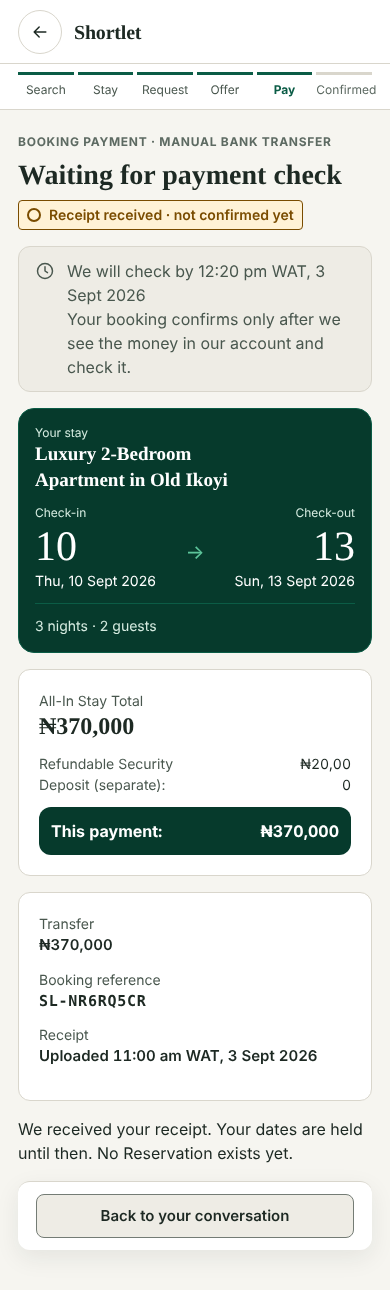 Shortlet
Search Stay Request Offer Pay Confirmed
BOOKING PAYMENT · MANUAL BANK TRANSFER
Waiting for payment check
Receipt received · not confirmed yet
We will check by 12:20 pm WAT, 3
Sept 2026
Your booking confirms only after we
see the money in our account and
check it.
Your stay
Luxury 2-Bedroom
Apartment in Old Ikoyi
Check-in Check-out
10 → 13
Thu, 10 Sept 2026 Sun, 13 Sept 2026
3 nights · 2 guests
All-In Stay Total
₦370,000
Refundable Security ₦20,00
Deposit (separate): 0
This payment: ₦370,000
Transfer
₦370,000
Booking reference
SL-NR6RQ5CR
Receipt
Uploaded 11:00 am WAT, 3 Sept 2026
We received your receipt. Your dates are held
until then. No Reservation exists yet.
Back to your conversation